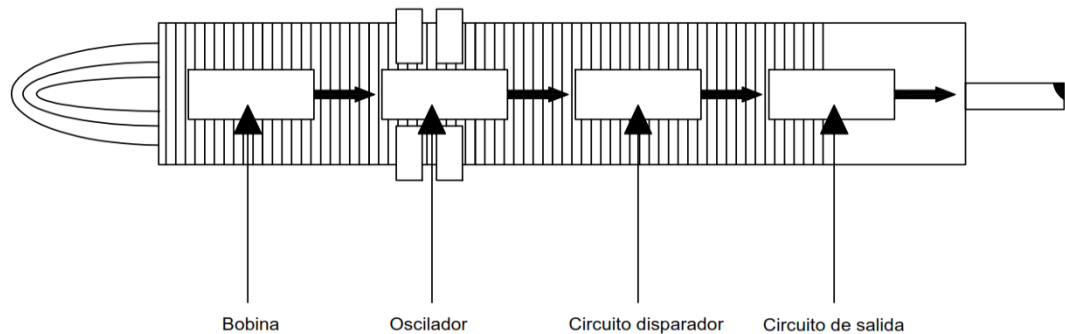 Bobina
Oscilador
Circuito disparador
Circuito de salida